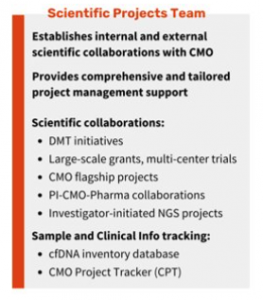 Scientific Projects Team
Establishes internal and external
scientific collaborations with CMO
Provides comprehensive and tailored
project management support
Scientific collaborations:
• DMT initiatives
• Large-scale grants, multi-center trials
• CMO flagship projects
• PI-CMO-Pharma collaborations
• Investigator-initiated NGS projects
Sample and Clinical Info tracking:
• cfDNA inventory database
• CMO Project Tracker (CPT)